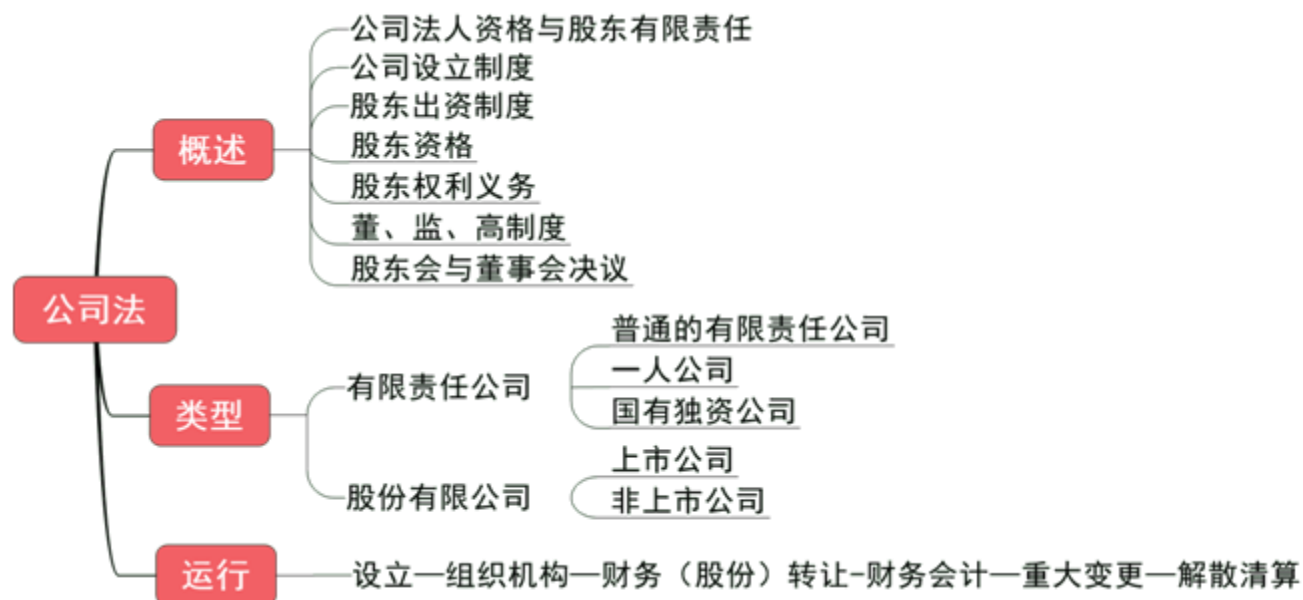 公司法
概述
公司法人资格与股东有限责任
公司设立制度
股东出资制度
股东资格
股东权利义务
董、监、高制度
股东会与董事会决议
类型
有限责任公司
普通的有限责任公司
一人公司
国有独资公司
股份有限公司
上市公司
非上市公司
运行
设立—组织机构—财务（股份）转让-财务会计—重大变更—解散清算